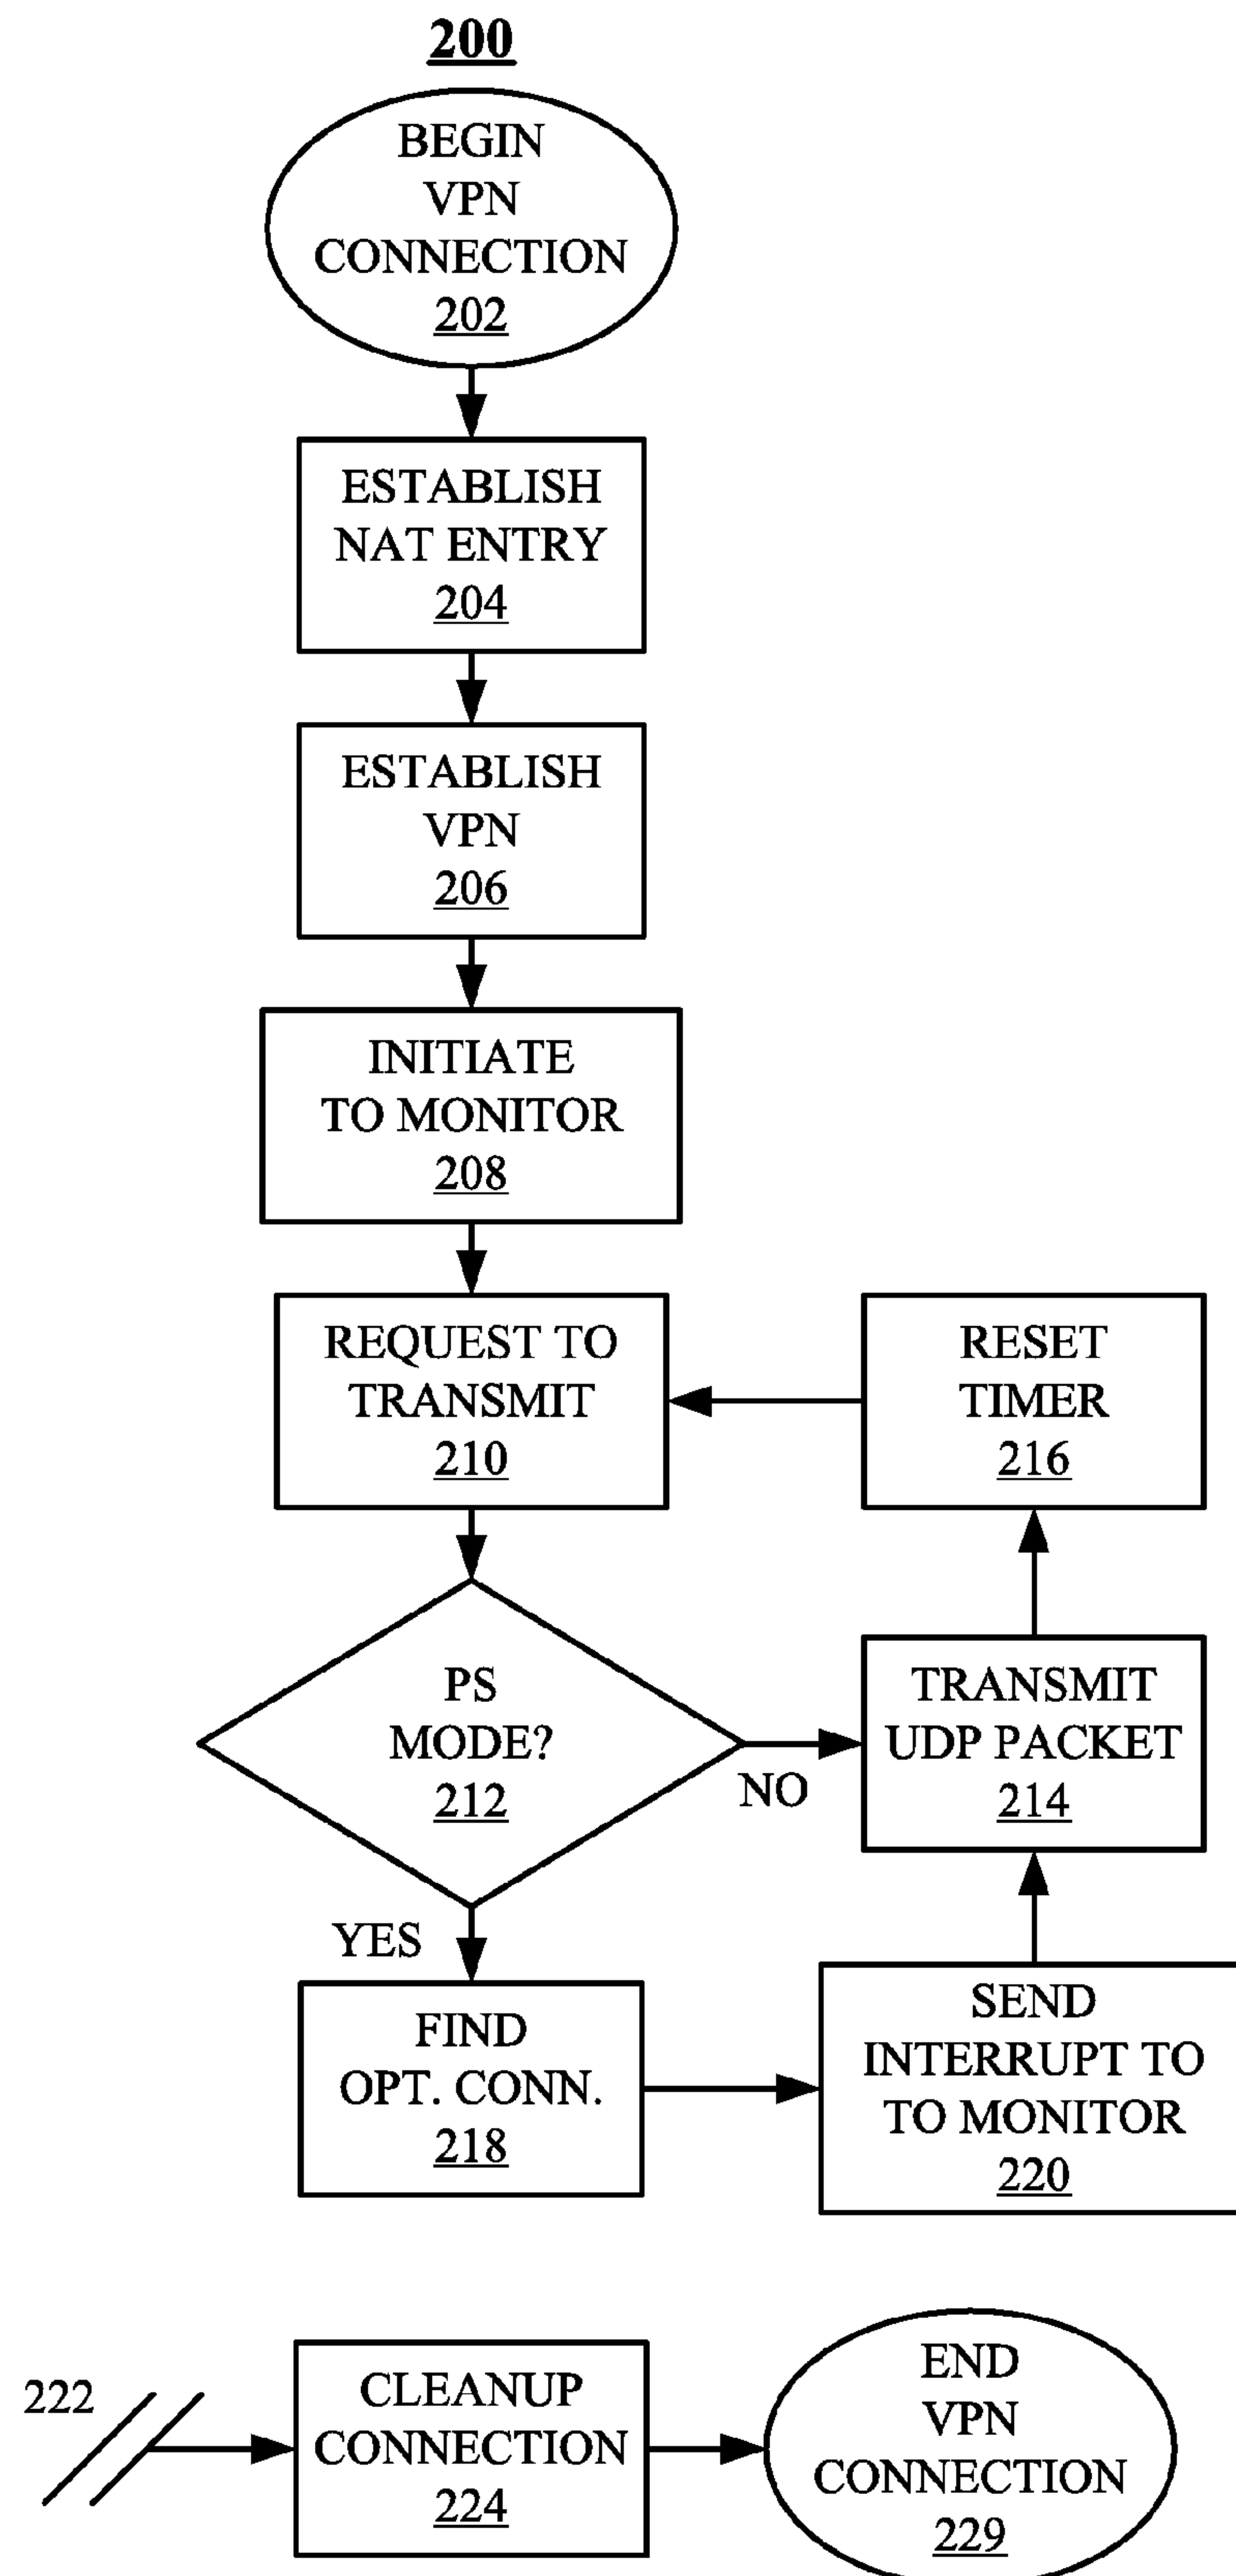 200
BEGIN
VPN
CONNECTION
202
ESTABLISH
NAT ENTRY
204
ESTABLISH
VPN
206
INITIATE
TO MONITOR
208
REQUEST TO
TRANSMIT
210
RESET
TIMER
216
PS
MODE?
212
NO
TRANSMIT
UDP PACKET
214
YES
FIND
OPT. CONN.
218
SEND
INTERRUPT TO
TO MONITOR
220
222
CLEANUP
CONNECTION
224
END
VPN
CONNECTION
229